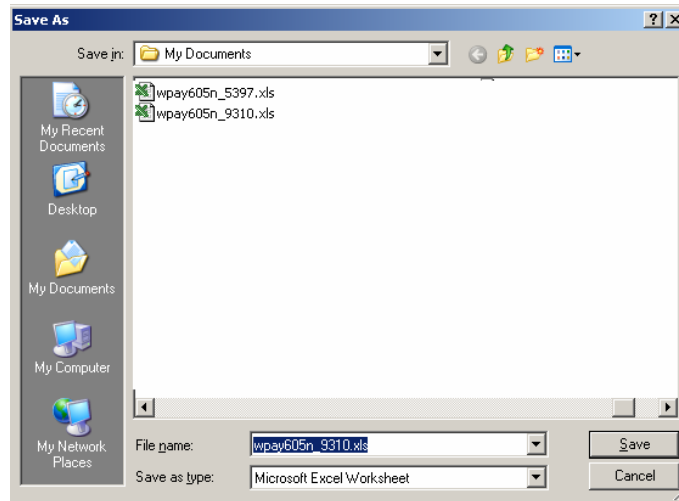 Save As
Save in:
My Documents
wpay605n_5397.xls
wpay605n_9310.xls
My Recent
Documents
Desktop
My Documents
My Computer
My Network
Places
File name:
wpay605n_9310.xls
Save
Save as type:
Microsoft Excel Worksheet
Cancel